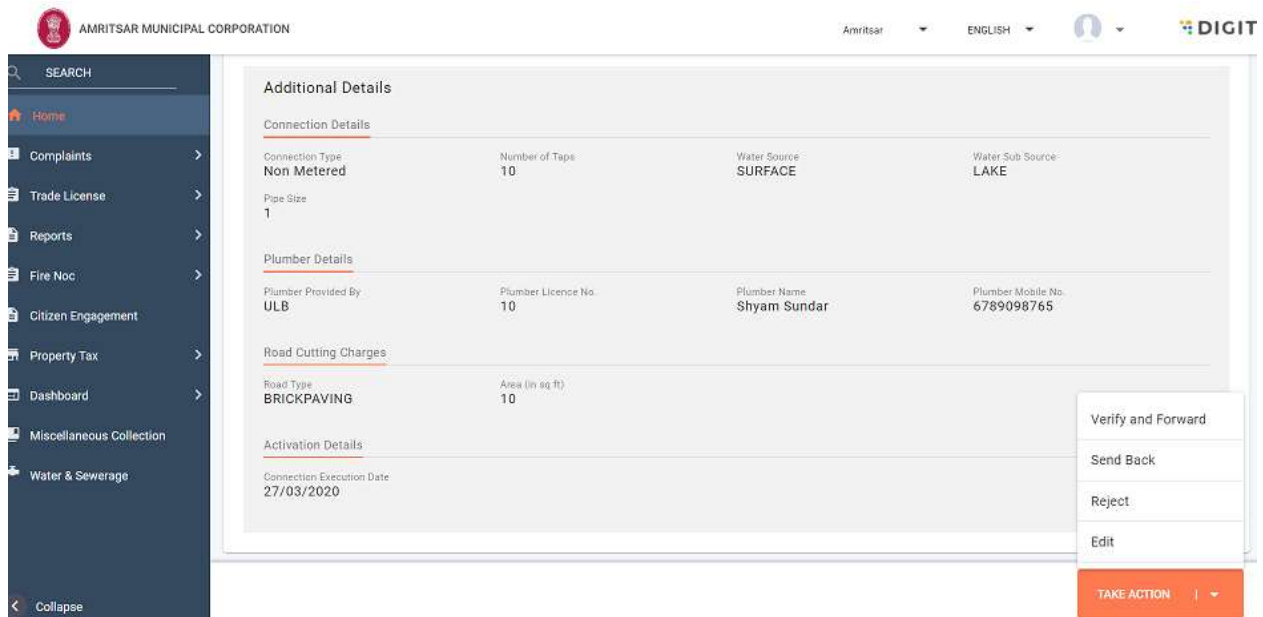 AMRITSAR MUNICIPAL CORPORATION
Amritsar
ENGLISH
DIGIT
SEARCH
Home
Complaints
Trade License
Reports
Fire Noc
Citizen Engagement
Property Tax
Dashboard
Miscellaneous Collection
Water & Sewerage
Collapse
Additional Details
Connection Details
Connection Type Number of Taps Water Source Water Sub Source
Non Metered 10 SURFACE LAKE
Pipe Size
1
Plumber Details
Plumber Provided By Plumber Licence No. Plumber Name Plumber Mobile No.
ULB 10 Shyam Sundar 6789098765
Road Cutting Charges
Road Type Area (in sq ft)
BRICKPAVING 10
Activation Details
Connection Execution Date
27/03/2020
Verify and Forward
Send Back
Reject
Edit
TAKE ACTION